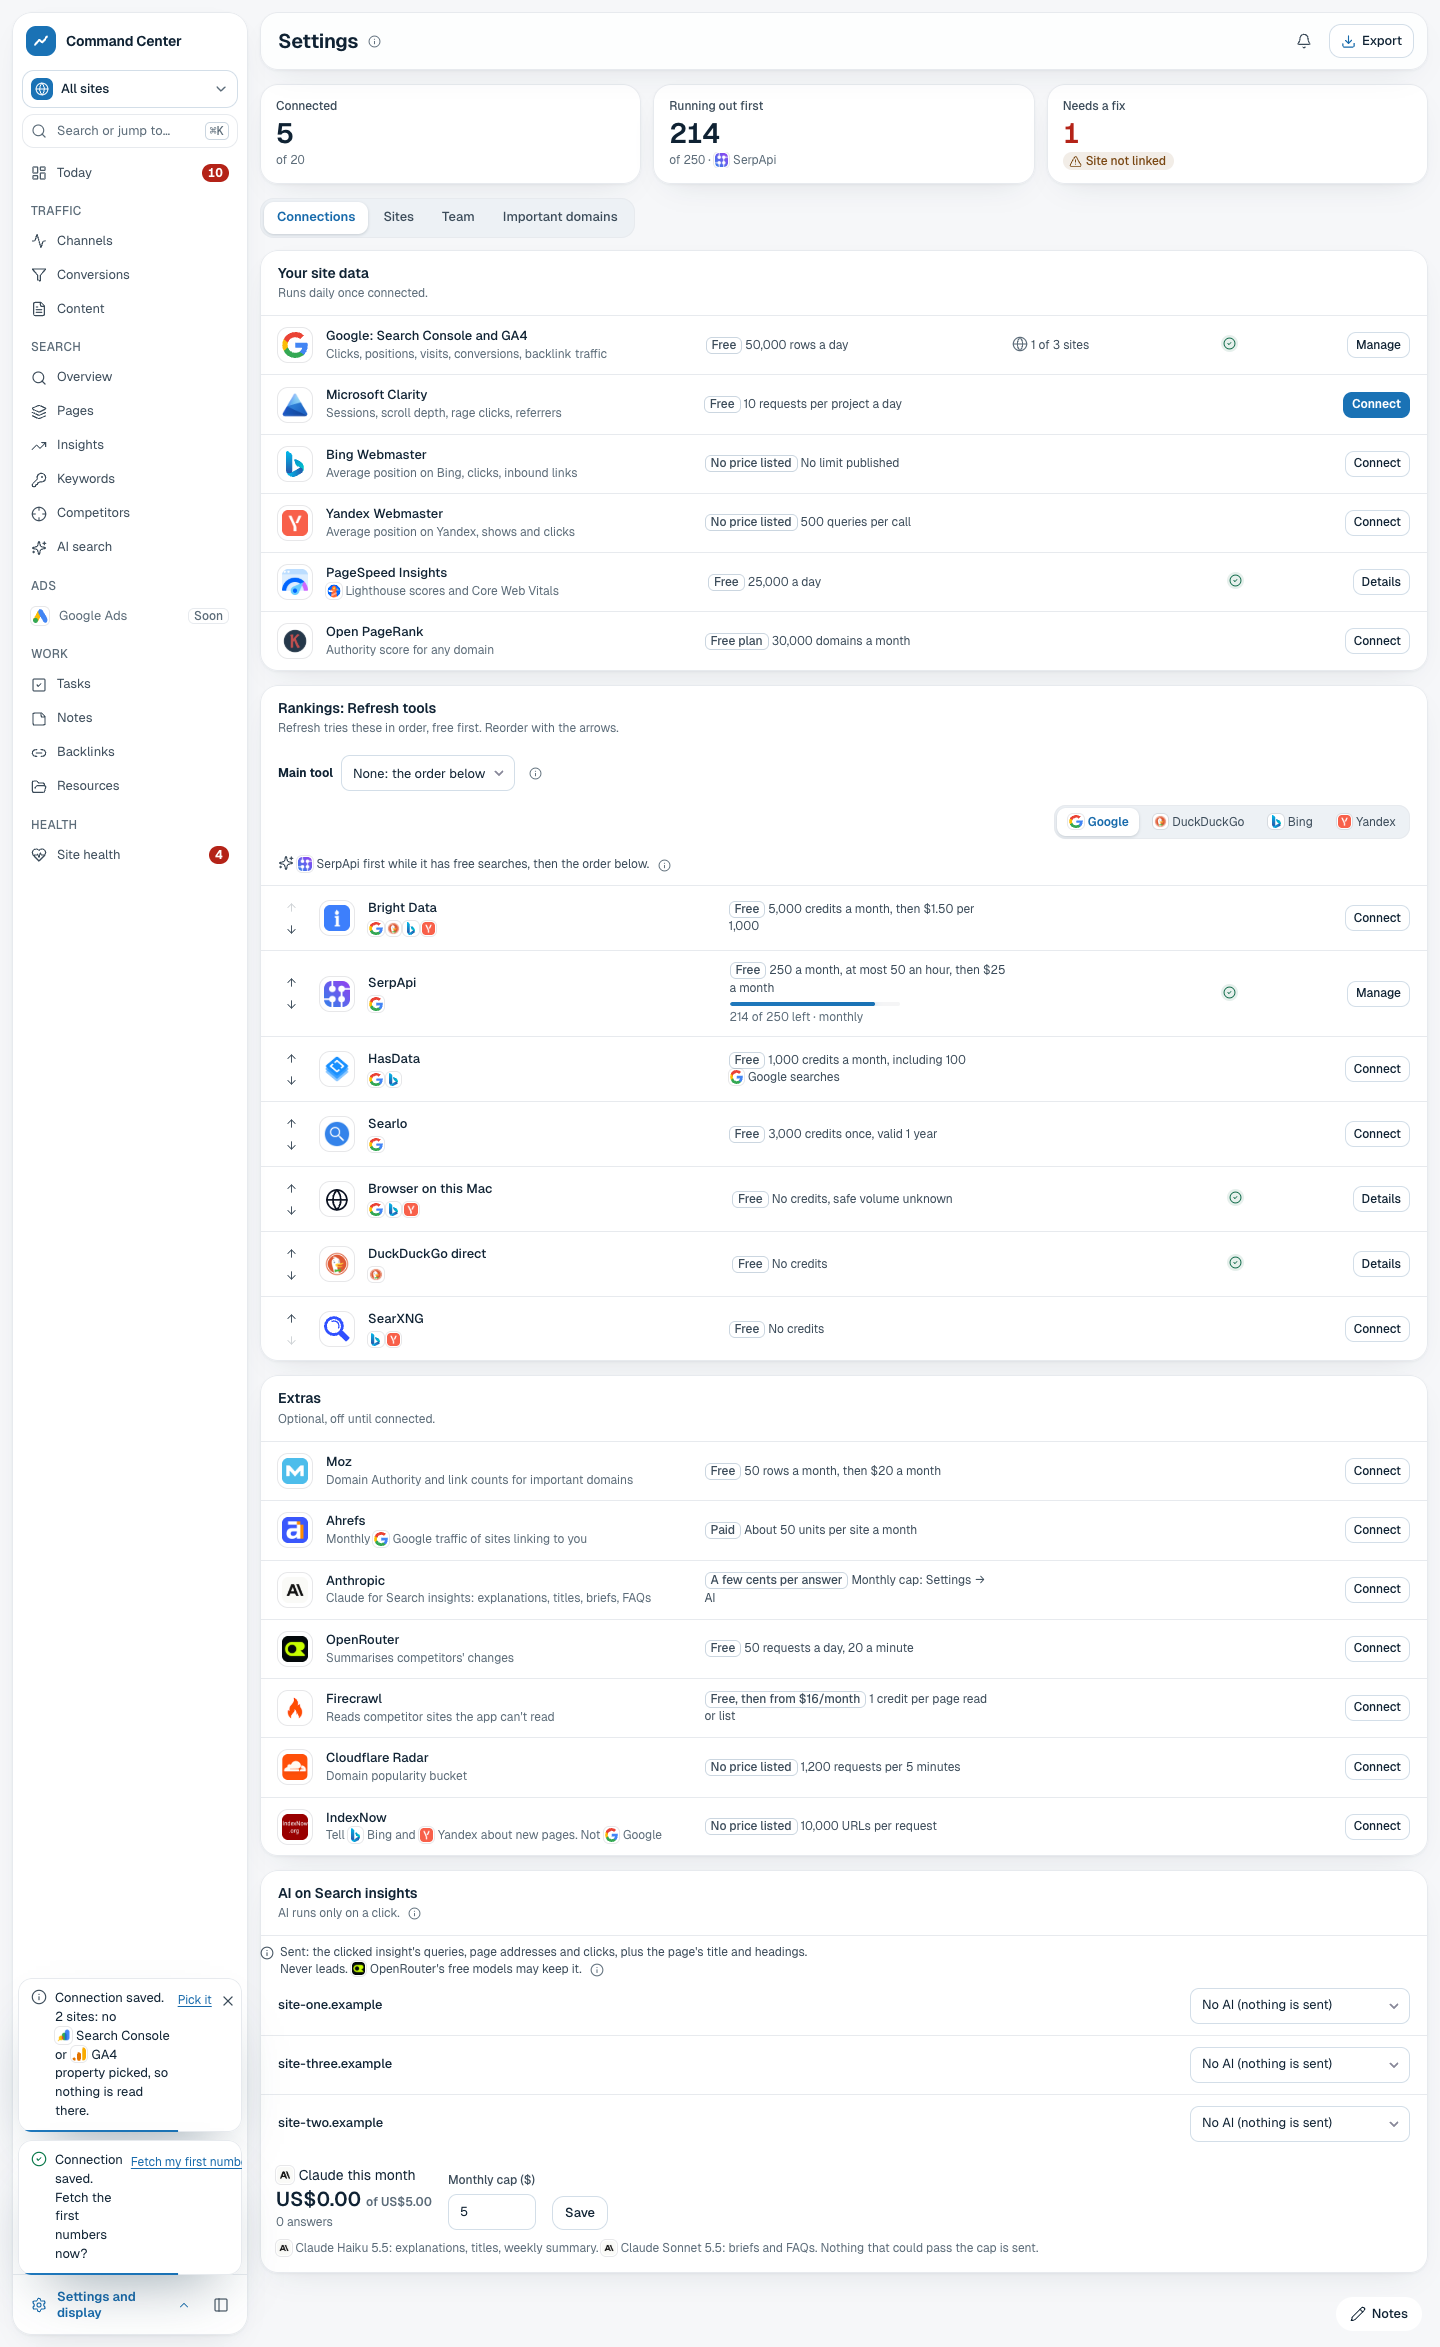 Command Center
All sites
Search or jump to...
⌘K
Today
10
TRAFFIC
Channels
Conversions
Content
SEARCH
Overview
Pages
Insights
Keywords
Competitors
AI search
ADS
Google Ads
Soon
WORK
Tasks
Notes
Backlinks
Resources
HEALTH
Site health
4
Connection saved.
2 sites: no
Search Console
or GA4
property picked, so
nothing is read
there.
Pick it
Connection
saved.
Fetch the
first
numbers
now?
Fetch my first numb
Settings and
display
Settings
Export
Connected
5
of 20
Running out first
214
of 250 · SerpApi
Needs a fix
1
Site not linked
Connections
Sites
Team
Important domains
Your site data
Runs daily once connected.
Google: Search Console and GA4
Clicks, positions, visits, conversions, backlink traffic
Free 50,000 rows a day
1 of 3 sites
Manage
Microsoft Clarity
Sessions, scroll depth, rage clicks, referrers
Free 10 requests per project a day
Connect
Bing Webmaster
Average position on Bing, clicks, inbound links
No price listed No limit published
Connect
Yandex Webmaster
Average position on Yandex, shows and clicks
No price listed 500 queries per call
Connect
PageSpeed Insights
Lighthouse scores and Core Web Vitals
Free 25,000 a day
Details
Open PageRank
Authority score for any domain
Free plan 30,000 domains a month
Connect
Rankings: Refresh tools
Refresh tries these in order, free first. Reorder with the arrows.
Main tool
None: the order below
Google
DuckDuckGo
Bing
Yandex
SerpApi first while it has free searches, then the order below.
Bright Data
Free 5,000 credits a month, then $1.50 per
1,000
Connect
SerpApi
Free 250 a month, at most 50 an hour, then $25
a month
214 of 250 left · monthly
Manage
HasData
Free 1,000 credits a month, including 100
Google searches
Connect
Searlo
Free 3,000 credits once, valid 1 year
Connect
Browser on this Mac
Free No credits, safe volume unknown
Details
DuckDuckGo direct
Free No credits
Details
SearXNG
Free No credits
Connect
Extras
Optional, off until connected.
Moz
Domain Authority and link counts for important domains
Free 50 rows a month, then $20 a month
Connect
Ahrefs
Monthly Google traffic of sites linking to you
Paid About 50 units per site a month
Connect
Anthropic
Claude for Search insights: explanations, titles, briefs, FAQs
A few cents per answer Monthly cap: Settings →
AI
Connect
OpenRouter
Summarises competitors' changes
Free 50 requests a day, 20 a minute
Connect
Firecrawl
Reads competitor sites the app can't read
Free, then from $16/month 1 credit per page read
or list
Connect
Cloudflare Radar
Domain popularity bucket
No price listed 1,200 requests per 5 minutes
Connect
IndexNow
.org
IndexNow
Tell Bing and Yandex about new pages. Not Google
No price listed 10,000 URLs per request
Connect
AI on Search insights
AI runs only on a click.
Sent: the clicked insight's queries, page addresses and clicks, plus the page's title and headings.
Never leads. OpenRouter's free models may keep it.
site-one.example
No AI (nothing is sent)
site-three.example
No AI (nothing is sent)
site-two.example
No AI (nothing is sent)
Claude this month
US$0.00 of US$5.00
0 answers
Monthly cap ($)
5
Save
Claude Haiku 5.5: explanations, titles, weekly summary. Claude Sonnet 5.5: briefs and FAQs. Nothing that could pass the cap is sent.
Notes